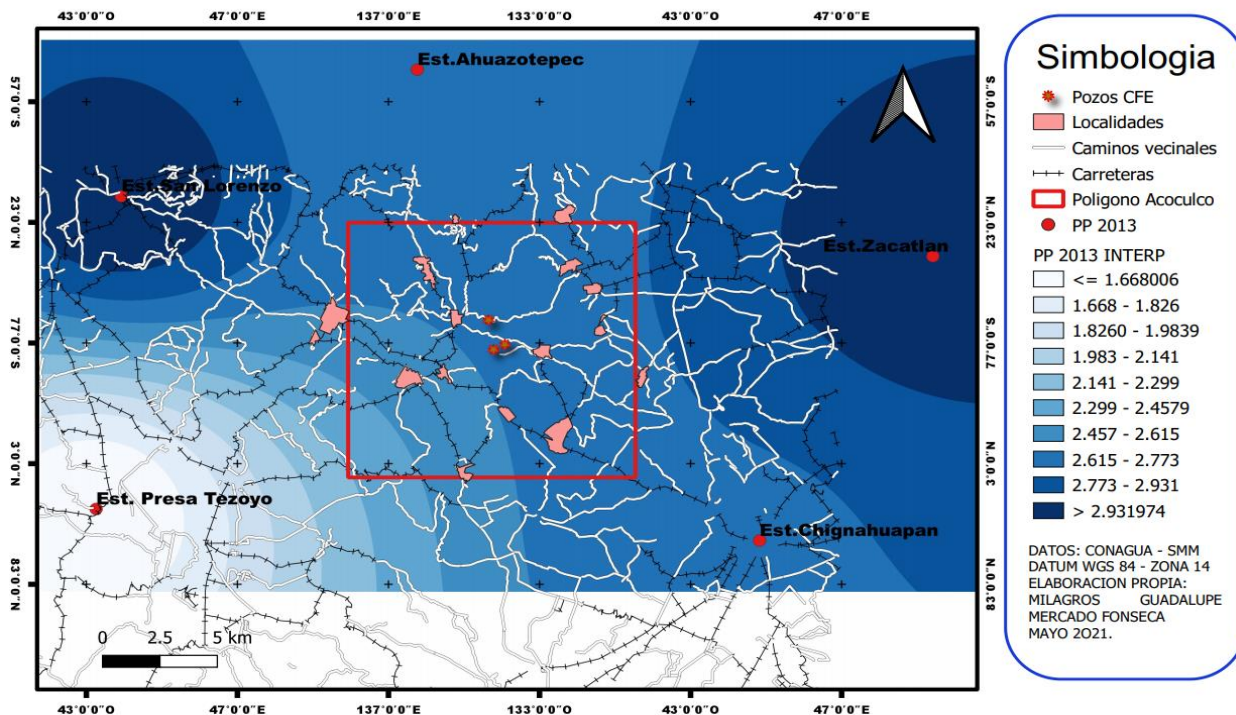 43°0'0"O 47°0'0"E 137°0'0"O 133°0'0"O 43°0'0"O 47°0'0"O
57°0'0"S
23°0'0"N
77°0'0"S
3°0'0"N
83°0'0"N
Est.Ahuazotepec
Est.San Lorenzo
Est.Zacatlan
Est. Presa Tezoyo
Est.Chignahuapan
0 2.5 5 km
57°0'0"S
23°0'0"N
77°0'0"S
3°0'0"N
83°0'0"N
43°0'0"O 47°0'0"E 137°0'0"O 133°0'0"O 43°0'0"O 47°0'0"O
Simbologia
Pozos CFE
Localidades
Caminos vecinales
Carreteras
Poligono Acoculco
PP 2013
PP 2013 INTERP
<= 1.668006
1.668 - 1.826
1.8260 - 1.9839
1.983 - 2.141
2.141 - 2.299
2.299 - 2.4579
2.457 - 2.615
2.615 - 2.773
2.773 - 2.931
> 2.931974
DATOS: CONAGUA - SMM
DATUM WGS 84 - ZONA 14
ELABORACION PROPIA:
MILAGROS GUADALUPE
MERCADO FONSECA
MAYO 2O21.